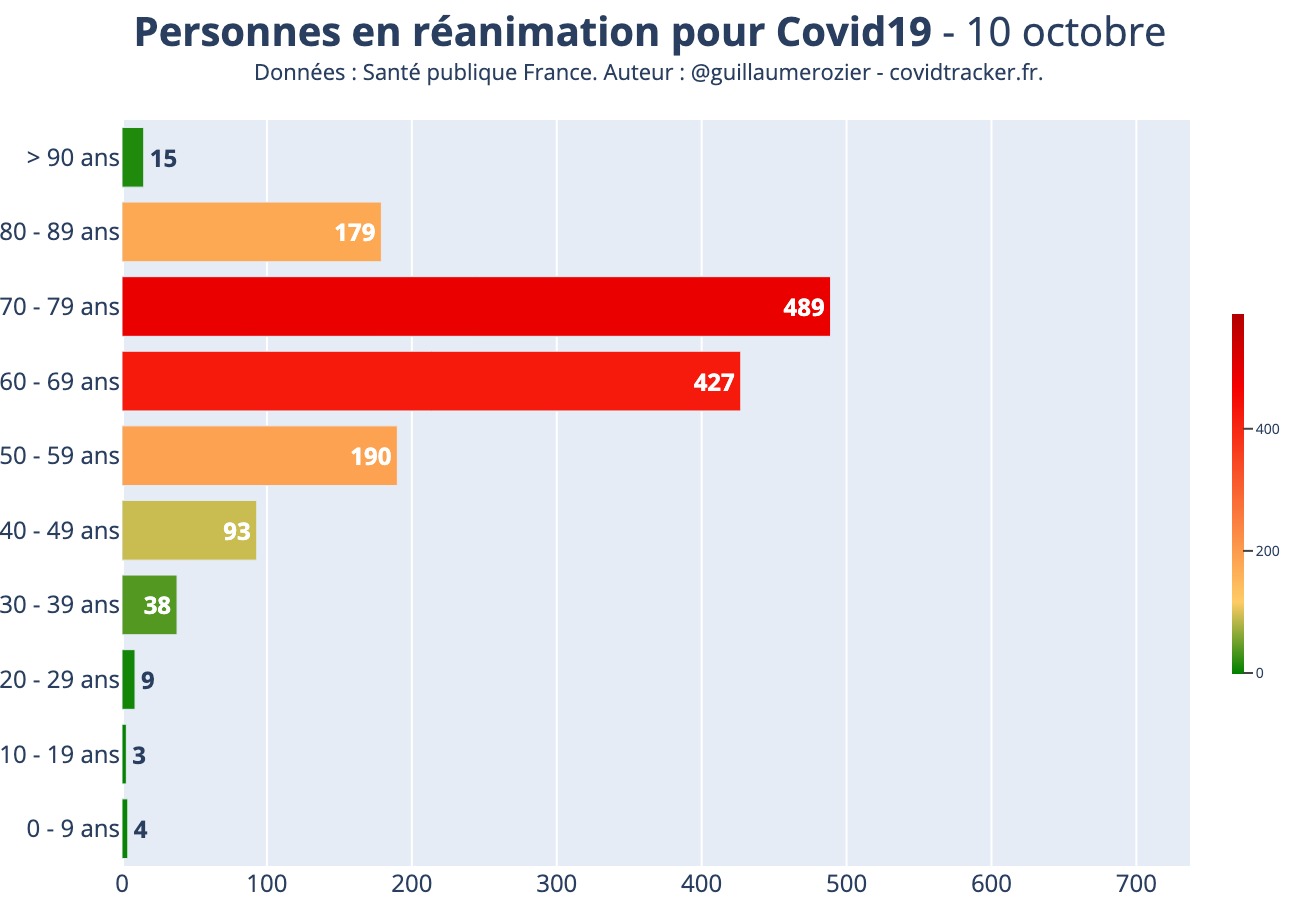 Personnes en réanimation pour Covid19 - 10 octobre
Données : Santé publique France. Auteur : @guillaumerozier - covidtracker.fr.
> 90 ans 15
80 - 89 ans 179
70 - 79 ans 489
60 - 69 ans 427
50 - 59 ans 190
40 - 49 ans 93
30 - 39 ans 38
20 - 29 ans 9
10 - 19 ans 3
0 - 9 ans 4
0 100 200 300 400 500 600 700
400
200
0